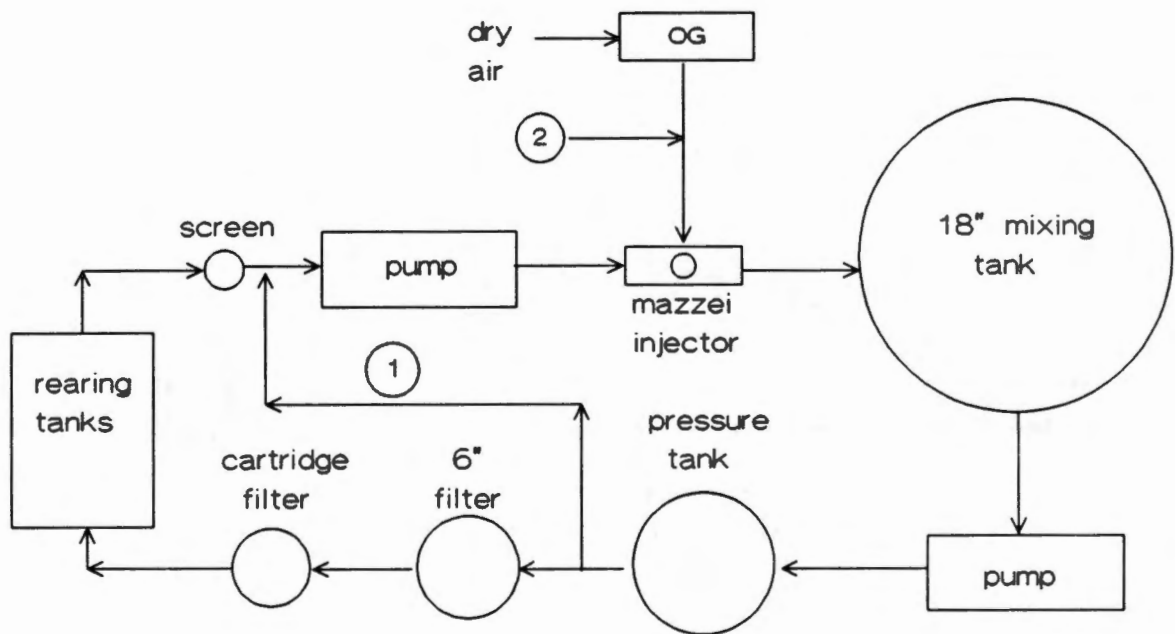 dry
air
OG
2
18" mixing
tank
screen
pump
mazzei
injector
1
rearing
tanks
pressure
tank
cartridge
filter
6"
filter
pump